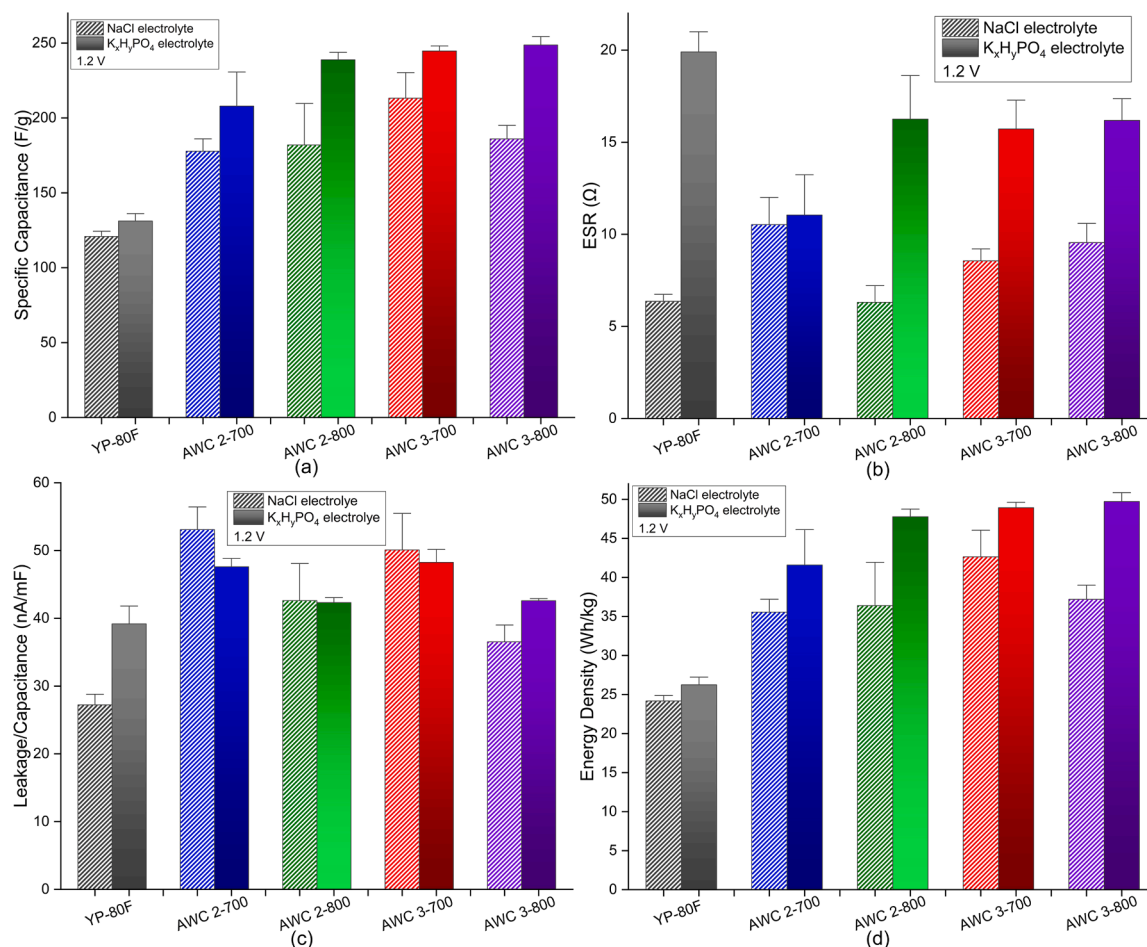 NaCl electrolyte
KₓHᵧPO₄ electrolyte
1.2 V
250
200
150
100
50
0
Specific Capacitance (F/g)
YP-80F
AWC 2-700
AWC 2-800
AWC 3-700
AWC 3-800
(a)
NaCl electrolyte
KₓHᵧPO₄ electrolyte
1.2 V
20
15
10
5
0
ESR (Ω)
YP-80F
AWC 2-700
AWC 2-800
AWC 3-700
AWC 3-800
(b)
NaCl electrolye
KₓHᵧPO₄ electrolye
1.2 V
60
50
40
30
20
10
0
Leakage/Capacitance (nA/mF)
YP-80F
AWC 2-700
AWC 2-800
AWC 3-700
AWC 3-800
(c)
NaCl electrolyte
KₓHᵧPO₄ electrolyte
1.2 V
50
45
40
35
30
25
20
15
10
5
0
Energy Density (Wh/kg)
YP-80F
AWC 2-700
AWC 2-800
AWC 3-700
AWC 3-800
(d)